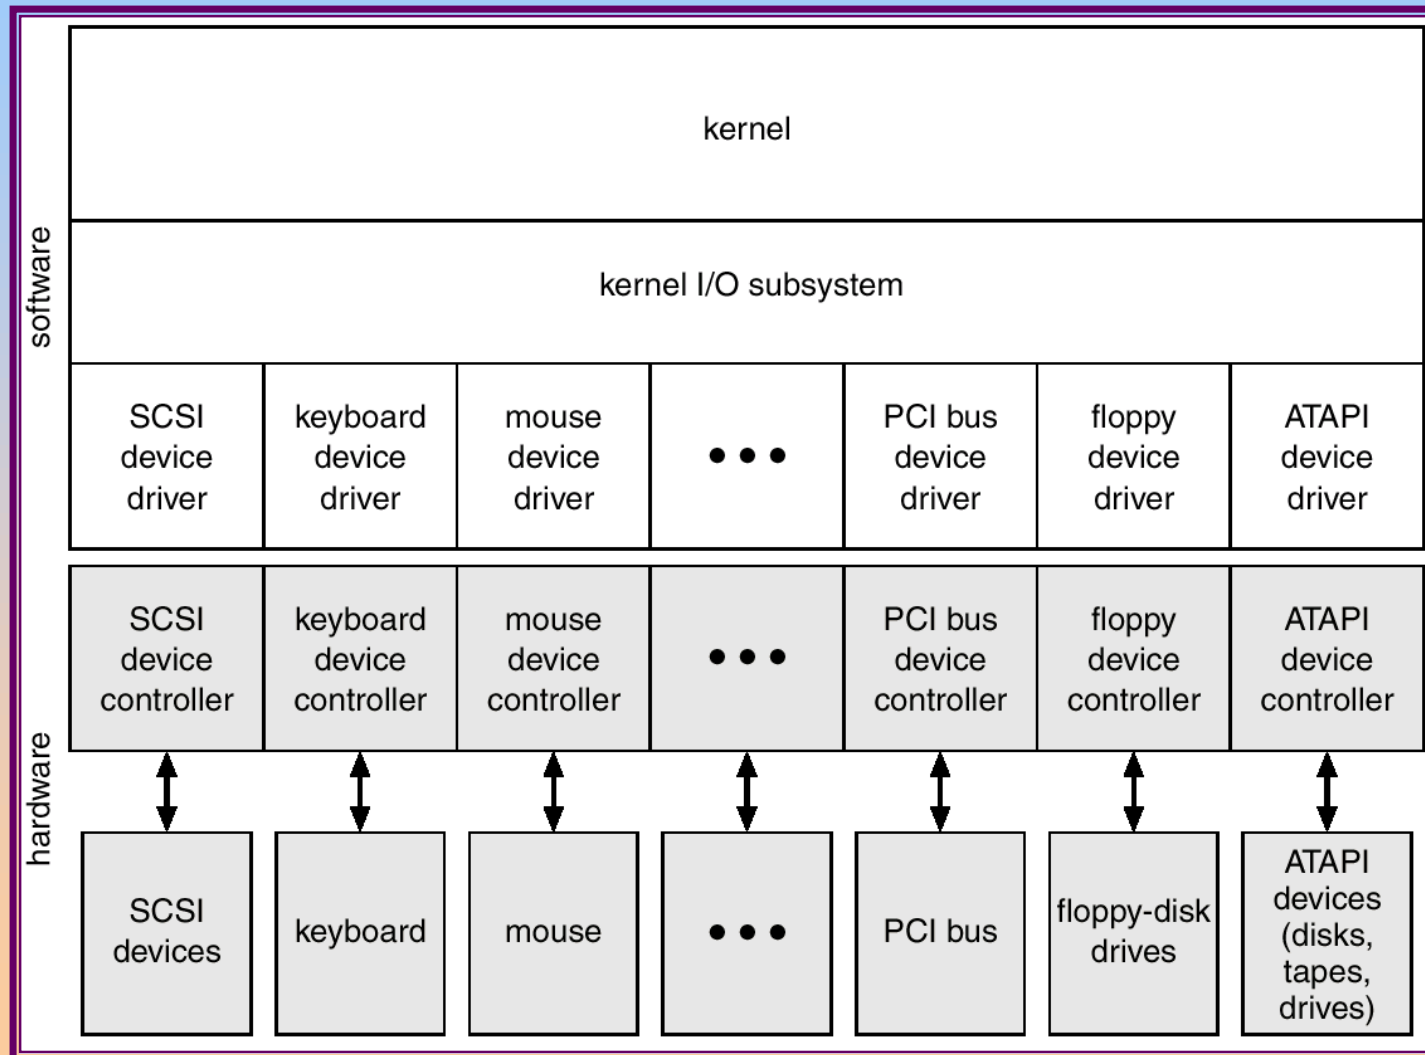 kernel
software
kernel I/O subsystem
SCSI
device
driver
keyboard
device
driver
mouse
device
driver
•••
PCI bus
device
driver
floppy
device
driver
ATAPI
device
driver
hardware
SCSI
device
controller
keyboard
device
controller
mouse
device
controller
•••
PCI bus
device
controller
floppy
device
controller
ATAPI
device
controller
SCSI
devices
keyboard
mouse
•••
PCI bus
floppy-disk
drives
ATAPI
devices
(disks,
tapes,
drives)